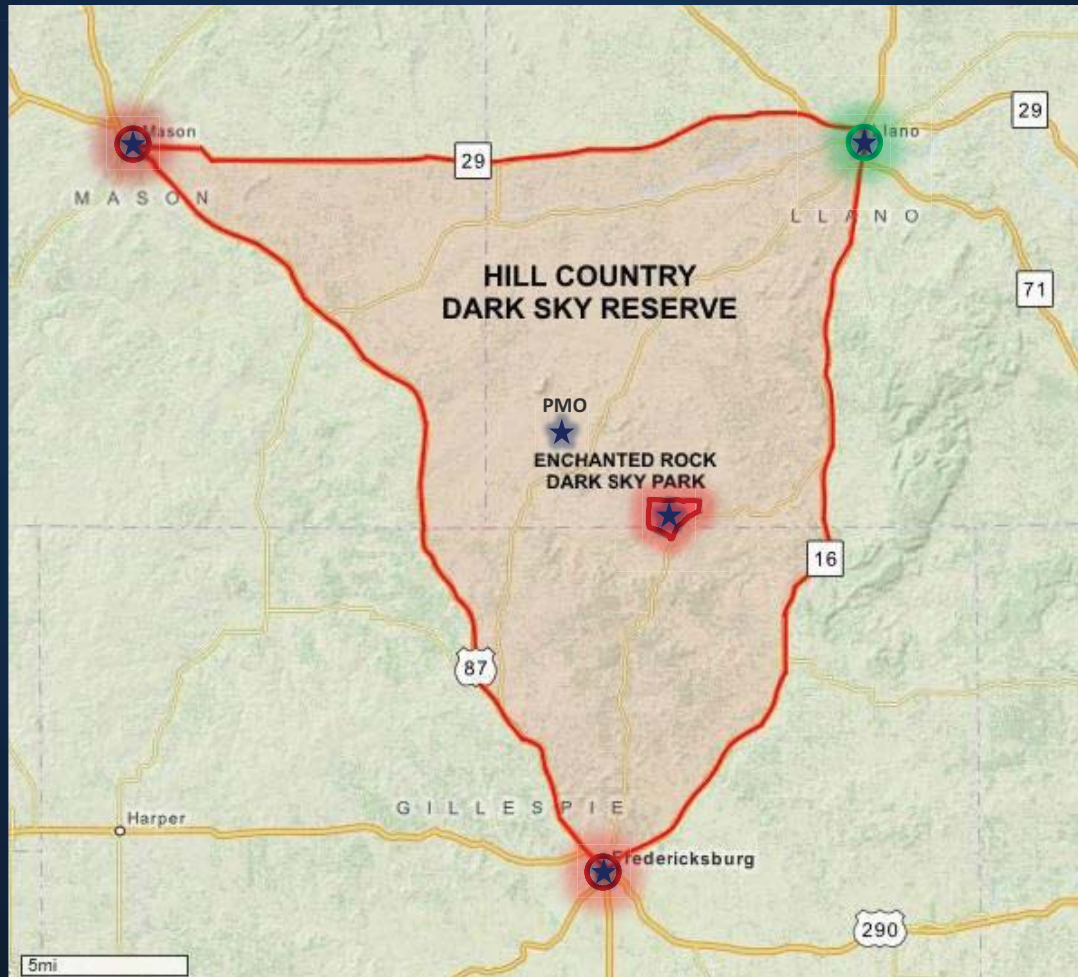 Mason
29
29
lano
MASON
LLANO
HILL COUNTRY
DARK SKY RESERVE
71
PMO
ENCHANTED ROCK
DARK SKY PARK
16
87
GILLESPIE
Harper
Fredericksburg
290
5mi